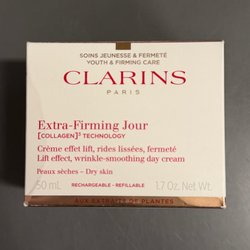 SOINS JEUNESSE & FERMETÉ
YOUTH & FIRMING CARE
CLARINS
PARIS
Extra-Firming Jour
[COLLAGEN]³ TECHNOLOGY
Crème effet lift, rides lissées, fermeté
Lift effect, wrinkle-smoothing day cream
Peaux sèches - Dry skin
50 mL RECHARGEABLE - REFILLABLE 1.7 Oz. Net Wt.
AUX EXTRAITS DE PLANTES